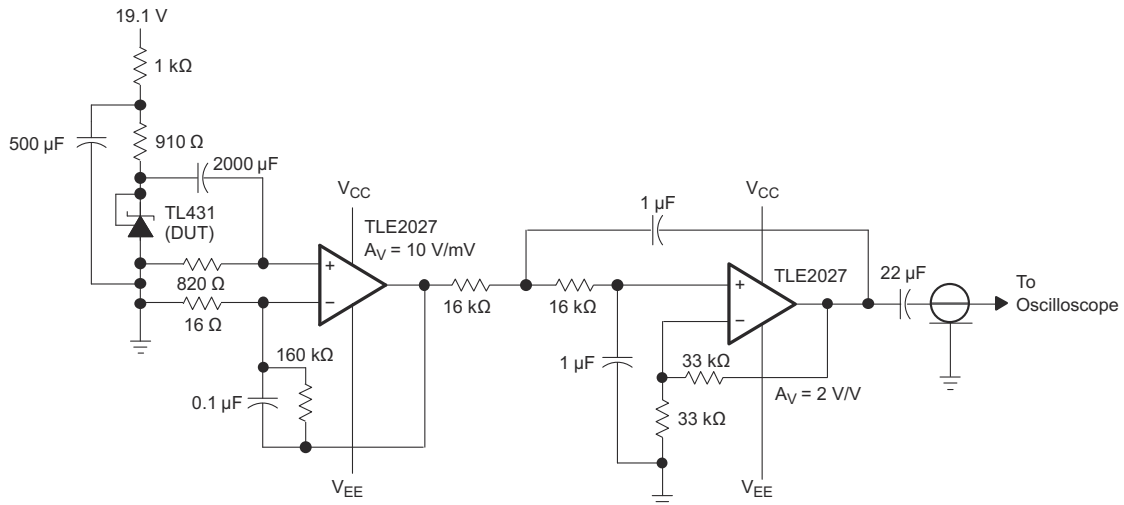 19.1 V
1 kΩ
500 µF
910 Ω
2000 µF
TL431
(DUT)
820 Ω
16 Ω
160 kΩ
0.1 µF
VCC
TLE2027
AV = 10 V/mV
+
−
VEE
16 kΩ
16 kΩ
1 µF
1 µF
VCC
TLE2027
+
−
33 kΩ
33 kΩ
AV = 2 V/V
VEE
22 µF
To
Oscilloscope